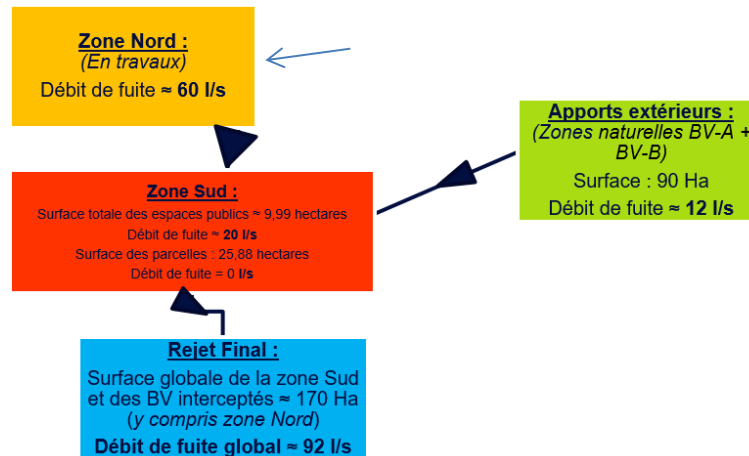 Zone Nord :
(En travaux)
Débit de fuite ≈ 60 l/s
Apports extérieurs :
(Zones naturelles BV-A +
BV-B)
Surface : 90 Ha
Débit de fuite ≈ 12 l/s
Zone Sud :
Surface totale des espaces publics ≈ 9,99 hectares
Débit de fuite ≈ 20 l/s
Surface des parcelles : 25,88 hectares
Débit de fuite = 0 l/s
Rejet Final :
Surface globale de la zone Sud
et des BV interceptés ≈ 170 Ha
(y compris zone Nord)
Débit de fuite global ≈ 92 l/s